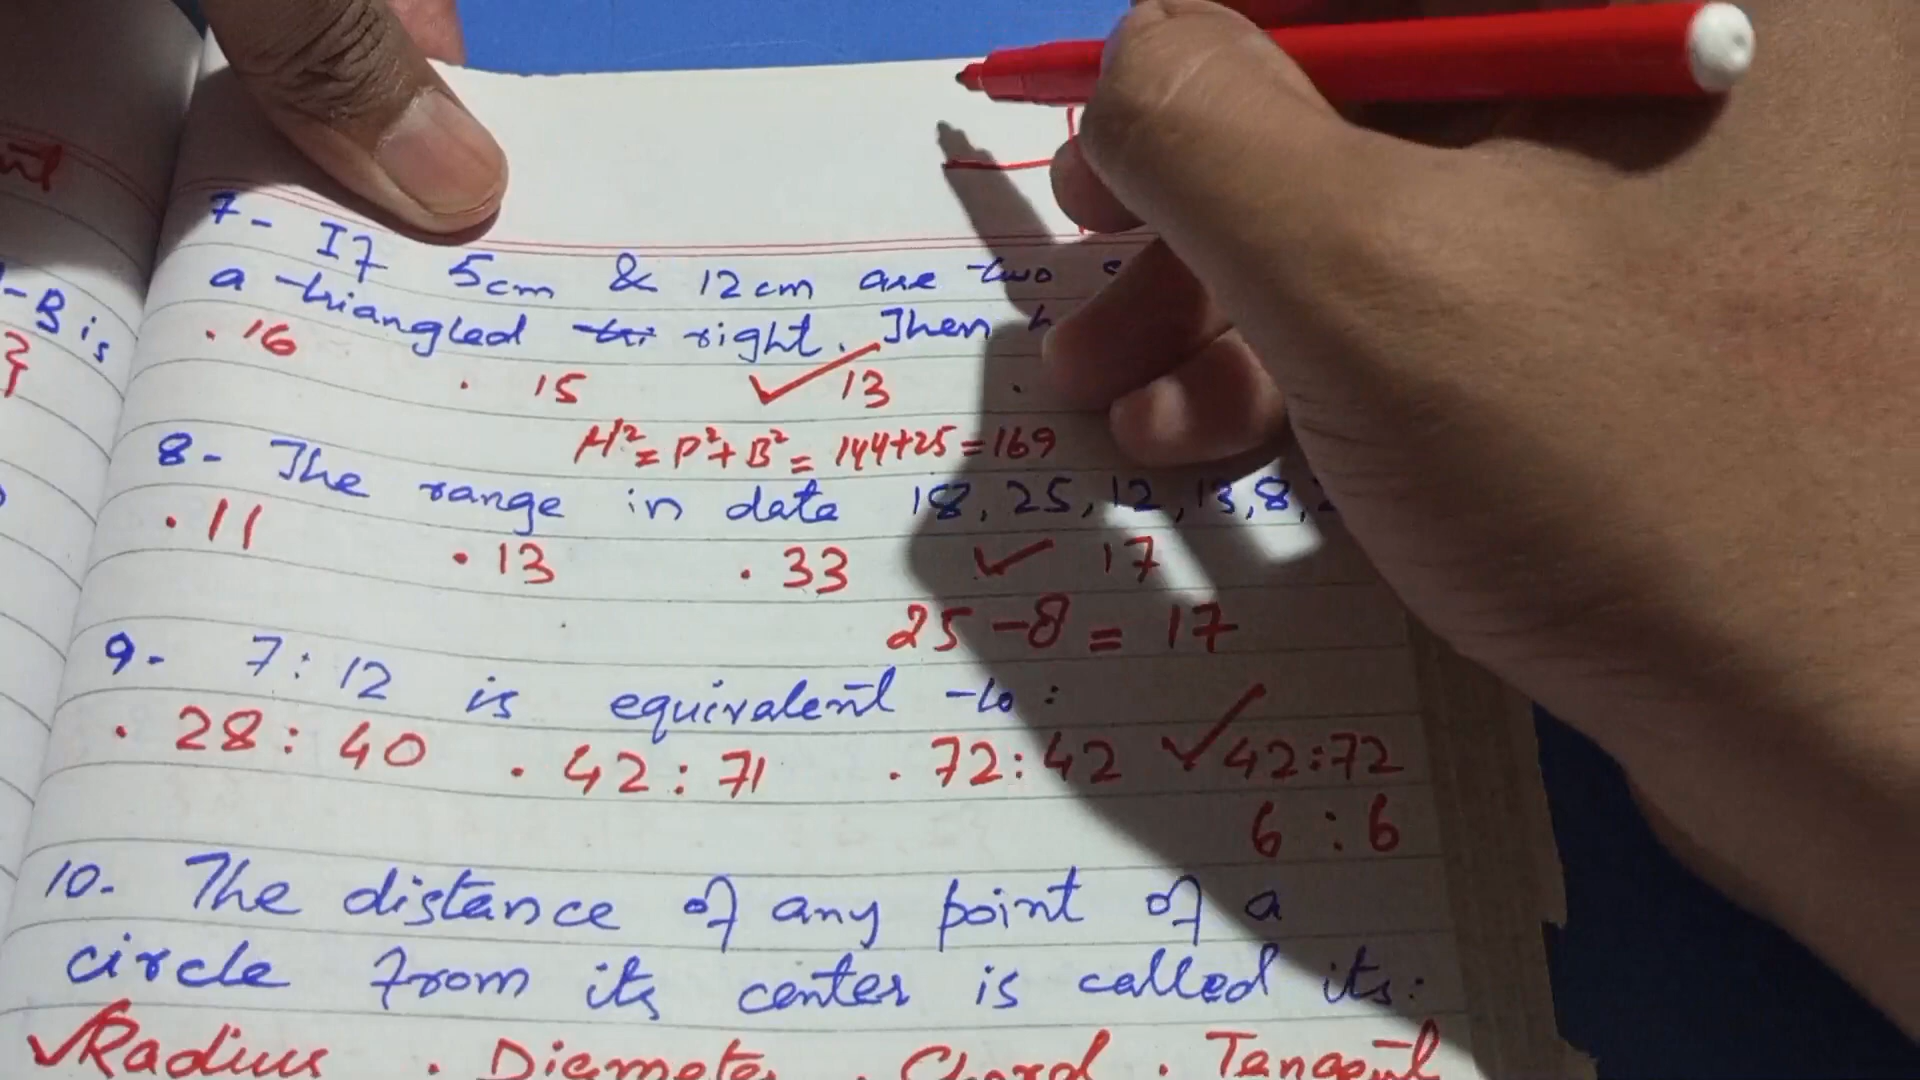 7- If 5cm & 12cm are two
a triangled right. Then
. 16 . 15 ✓ 13 .
H²= P²+B² = 144+25=169
8- The range in data 18, 25, 12, 13, 8,
. 11 . 13 . 33 ✓ 17
25-8 = 17
9- 7:12 is equivalent to:
. 28:40 . 42:71 . 72:42 ✓ 42:72
6 : 6
10- The distance of any point of a
circle from its center is called its:
✓ Radius . Diameter . Chord . Tangent
-B is
}